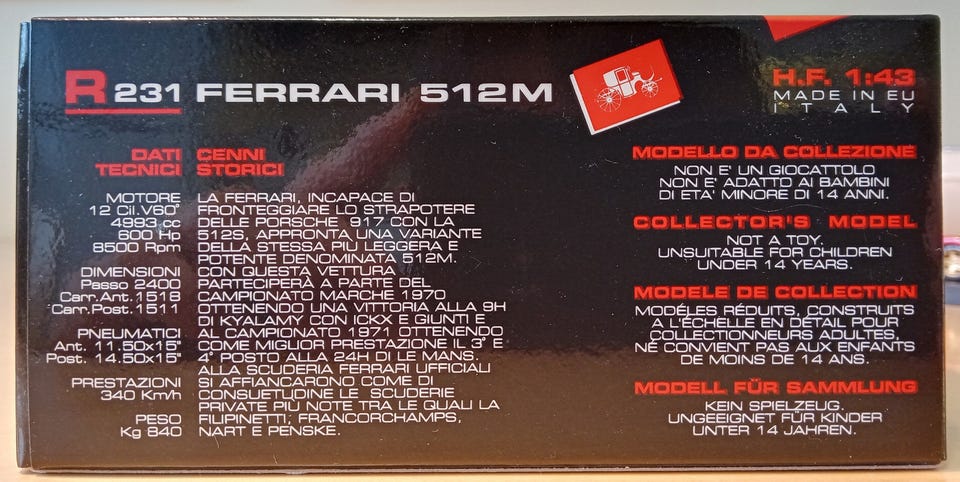 R 231 FERRARI 512M
H.F. 1:43
MADE IN EU
ITALY
DATI
TECNICI
MOTORE
12 Cil.V60°
4993 cc
600 Hp
8500 Rpm
DIMENSIONI
Passo 2400
Carr.Ant.1518
Carr.Post.1511
PNEUMATICI
Ant. 11.50x15"
Post. 14.50x15"
PRESTAZIONI
340 Km/h
PESO
Kg 840
CENNI
STORICI
LA FERRARI, INCAPACE DI
FRONTEGGIARE LO STRAPOTERE
DELLE PORSCHE 917 CON LA
512S, APPRONTA UNA VARIANTE
DELLA STESSA PIÙ LEGGERA E
POTENTE DENOMINATA 512M.
CON QUESTA VETTURA
PARTECIPERÀ A PARTE DEL
CAMPIONATO MARCHE 1970
OTTENENDO UNA VITTORIA ALLA 9H
DI KYALAMY CON ICKX E GIUNTI E
AL CAMPIONATO 1971 OTTENENDO
COME MIGLIOR PRESTAZIONE IL 3° E
4° POSTO ALLA 24H DI LE MANS.
ALLA SCUDERIA FERRARI UFFICIALI
SI AFFIANCARONO COME DI
CONSUETUDINE LE SCUDERIE
PRIVATE PIÙ NOTE TRA LE QUALI LA
FILIPINETTI, FRANCORCHAMPS,
NART E PENSKE.
MODELLO DA COLLEZIONE
NON E' UN GIOCATTOLO
NON E' ADATTO AI BAMBINI
DI ETA' MINORE DI 14 ANNI.
COLLECTOR'S MODEL
NOT A TOY.
UNSUITABLE FOR CHILDREN
UNDER 14 YEARS.
MODELE DE COLLECTION
MODÉLES RÉDUITS, CONSTRUITS
A L'ÉCHELLE EN DÉTAIL POUR
COLLECTIONNEURS ADULTES,
NÉ CONVIENT PAS AUX ENFANTS
DE MOINS DE 14 ANS.
MODELL FÜR SAMMLUNG
KEIN SPIELZEUG.
UNGEEIGNET FÜR KINDER
UNTER 14 JAHREN.